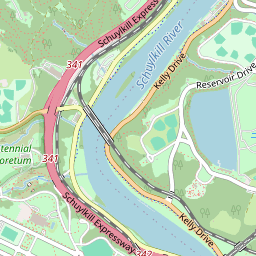 Schuylkill Express
Schuylkill River
341
Kelly Drive
Reservoir Drive
tennial
oretum
341
Schuylkill Expressway
342
Kelly Drive